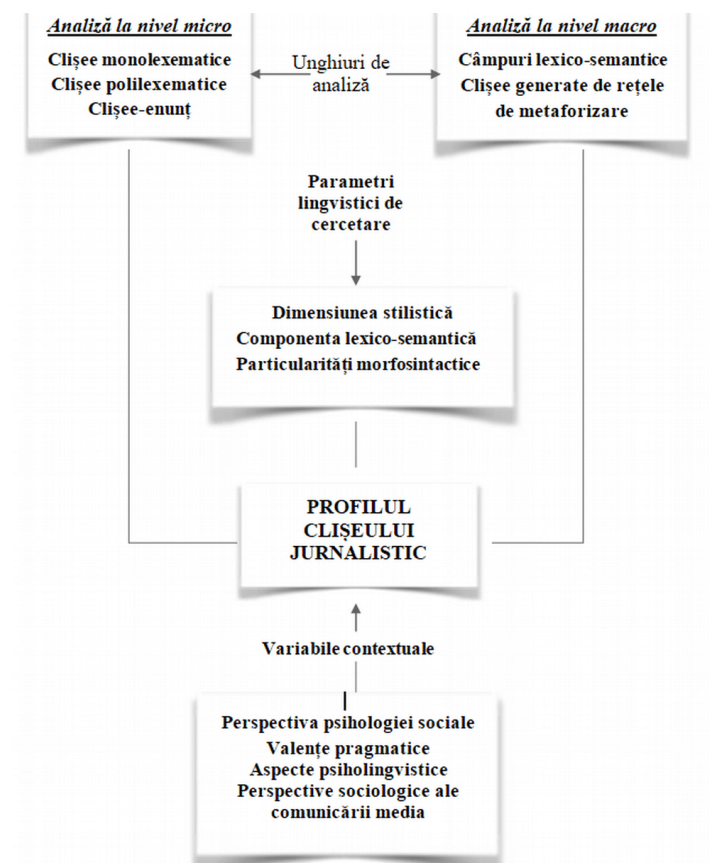 Analiză la nivel micro
Clișee monolexematice
Clișee polilexematice
Clișee-enunț
Unghiuri de
analiză
Analiză la nivel macro
Câmpuri lexico-semantice
Clișee generate de rețele
de metaforizare
Parametri
lingvistici de
cercetare
Dimensiunea stilistică
Componenta lexico-semantică
Particularități morfosintactice
PROFILUL
CLIȘEULUI
JURNALISTIC
Variabile contextuale
Perspectiva psihologiei sociale
Valențe pragmatice
Aspecte psiholingvistice
Perspective sociologice ale
comunicării media